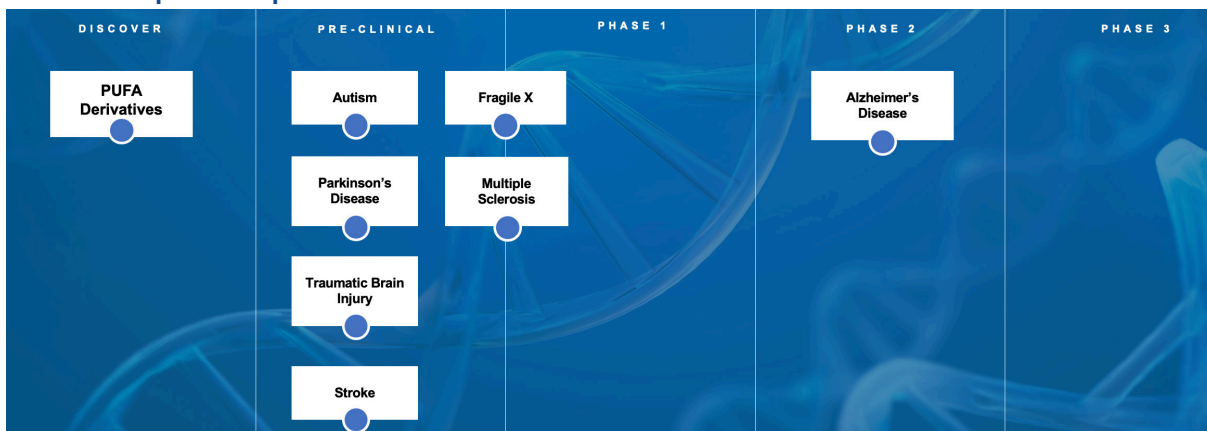 DISCOVER
PRE-CLINICAL
PHASE 1
PHASE 2
PHASE 3
PUFA
Derivatives
Autism
Fragile X
Alzheimer's
Disease
Parkinson's
Disease
Multiple
Sclerosis
Traumatic Brain
Injury
Stroke